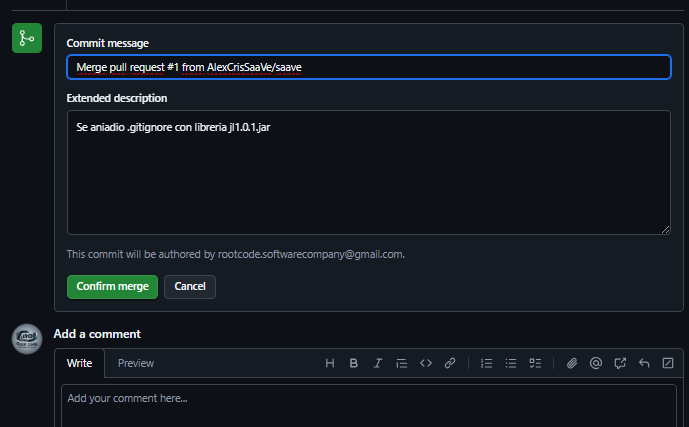 Commit message
Merge pull request #1 from AlexCrisSaaVe/saave
Extended description
Se aniadio .gitignore con libreria jl1.0.1.jar
This commit will be authored by rootcode.softwarecompany@gmail.com.
Confirm merge Cancel
Add a comment
Write Preview
Add your comment here...